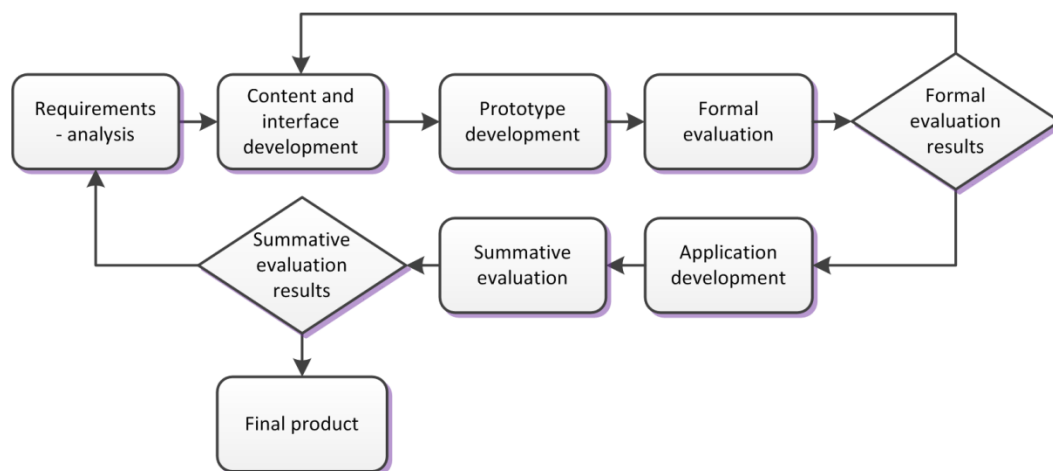 Requirements
- analysis
Content and
interface
development
Prototype
development
Formal
evaluation
Formal
evaluation
results
Summative
evaluation
results
Summative
evaluation
Application
development
Final product